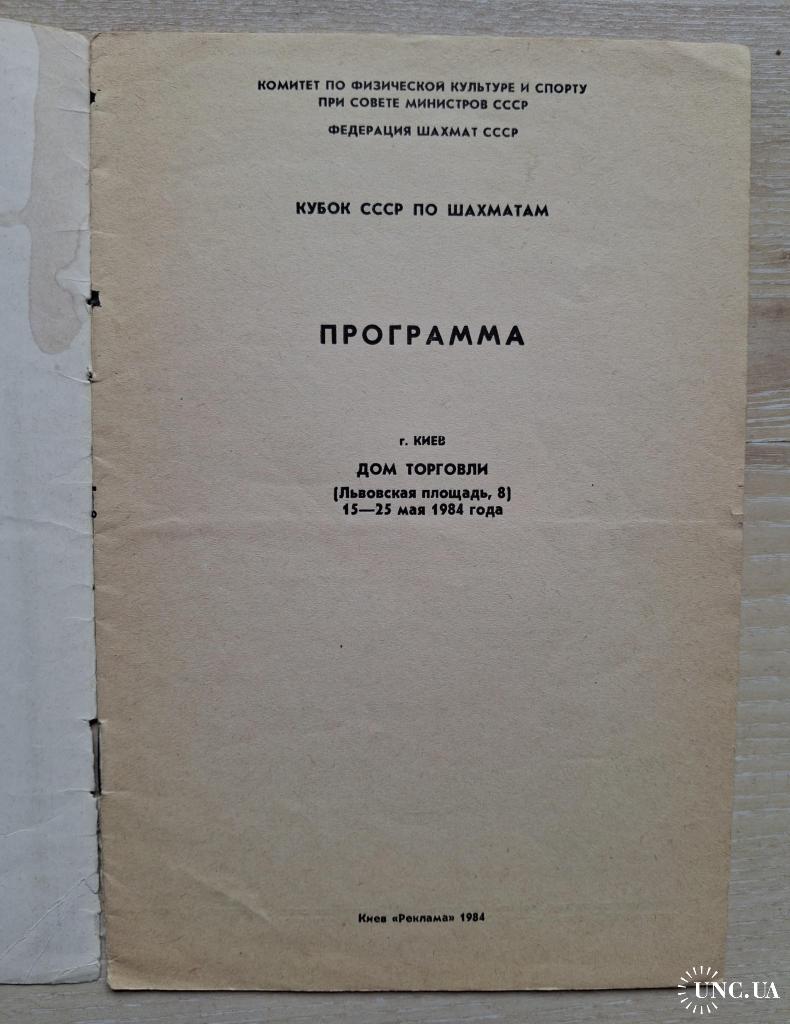 КОМИТЕТ ПО ФИЗИЧЕСКОЙ КУЛЬТУРЕ И СПОРТУ
ПРИ СОВЕТЕ МИНИСТРОВ СССР
ФЕДЕРАЦИЯ ШАХМАТ СССР
КУБОК СССР ПО ШАХМАТАМ
ПРОГРАММА
г. КИЕВ
ДОМ ТОРГОВЛИ
(Львовская площадь, 8)
15—25 мая 1984 года
Киев «Реклама» 1984
UNC.UA